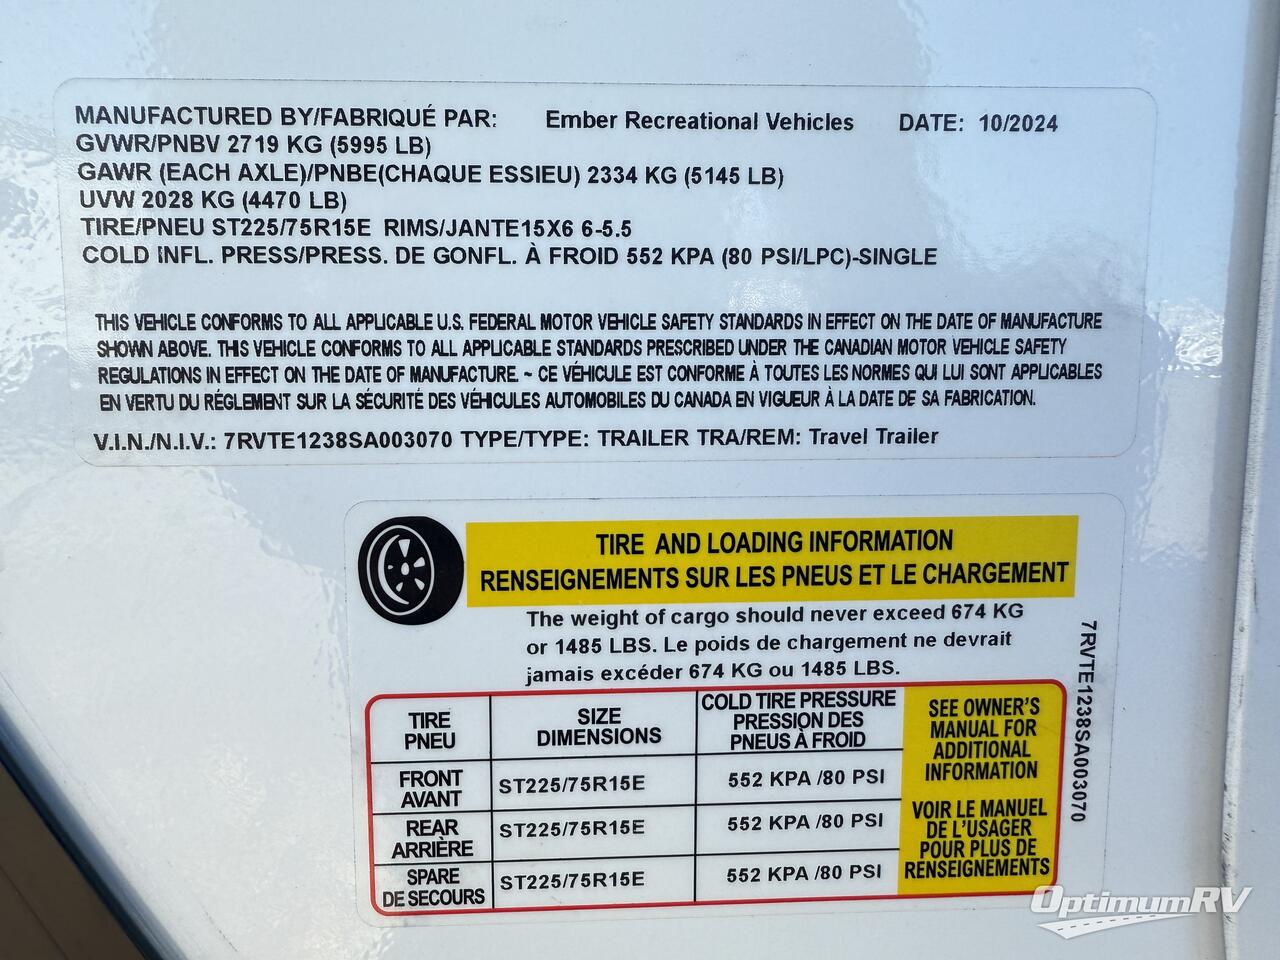 MANUFACTURED BY/FABRIQUÉ PAR: Ember Recreational Vehicles DATE: 10/2024
GVWR/PNBV 2719 KG (5995 LB)
GAWR (EACH AXLE)/PNBE(CHAQUE ESSIEU) 2334 KG (5145 LB)
UVW 2028 KG (4470 LB)
TIRE/PNEU ST225/75R15E RIMS/JANTE15X6 6-5.5
COLD INFL. PRESS/PRESS. DE GONFL. À FROID 552 KPA (80 PSI/LPC)-SINGLE
THIS VEHICLE CONFORMS TO ALL APPLICABLE U.S. FEDERAL MOTOR VEHICLE SAFETY STANDARDS IN EFFECT ON THE DATE OF MANUFACTURE
SHOWN ABOVE. THIS VEHICLE CONFORMS TO ALL APPLICABLE STANDARDS PRESCRIBED UNDER THE CANADIAN MOTOR VEHICLE SAFETY
REGULATIONS IN EFFECT ON THE DATE OF MANUFACTURE. ~ CE VÉHICULE EST CONFORME À TOUTES LES NORMES QUI LUI SONT APPLICABLES
EN VERTU DU RÉGLEMENT SUR LA SÉCURITÉ DES VÉHICULES AUTOMOBILES DU CANADA EN VIGUEUR À LA DATE DE SA FABRICATION.
V.I.N./N.I.V.: 7RVTE1238SA003070 TYPE/TYPE: TRAILER TRA/REM: Travel Trailer
TIRE AND LOADING INFORMATION
RENSEIGNEMENTS SUR LES PNEUS ET LE CHARGEMENT
The weight of cargo should never exceed 674 KG
or 1485 LBS. Le poids de chargement ne devrait
jamais excéder 674 KG ou 1485 LBS.
TIRE
PNEU
SIZE
DIMENSIONS
COLD TIRE PRESSURE
PRESSION DES
PNEUS À FROID
FRONT
AVANT
ST225/75R15E
552 KPA /80 PSI
REAR
ARRIÈRE
ST225/75R15E
552 KPA /80 PSI
SPARE
DE SECOURS
ST225/75R15E
552 KPA /80 PSI
SEE OWNER'S
MANUAL FOR
ADDITIONAL
INFORMATION
VOIR LE MANUEL
DE L'USAGER
POUR PLUS DE
RENSEIGNEMENTS
7RVTE1238SA003070
OptimumRV